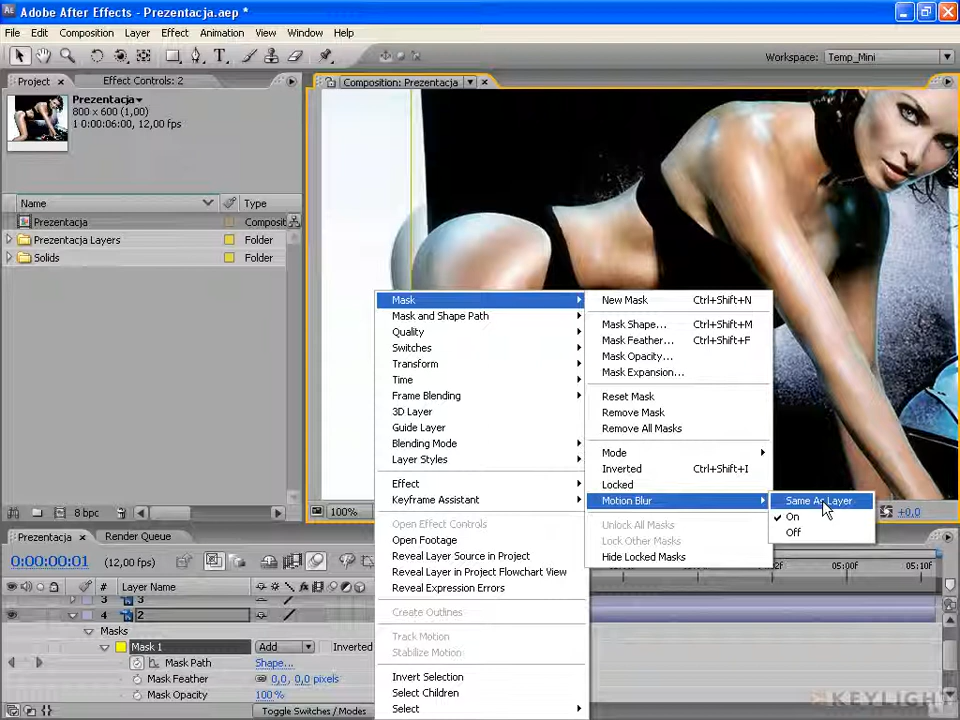 Adobe After Effects - Prezentacja.aep *
File Edit Composition Layer Effect Animation View Window Help
Workspace: Temp_Mini
Project Effect Controls: 2
Composition: Prezentacja
Prezentacja
800 x 600 (1,00)
1 0:00:06:00, 12,00 fps
Name Type
Prezentacja Composit
Prezentacja Layers Folder
Solids Folder
8 bpc
100%
+0,0
Mask
Mask and Shape Path
Quality
Switches
Transform
Time
Frame Blending
3D Layer
Guide Layer
Blending Mode
Layer Styles
Effect
Keyframe Assistant
Open Effect Controls
Open Footage
Reveal Layer Source in Project
Reveal Layer in Project Flowchart View
Reveal Expression Errors
Create Outlines
Track Motion
Stabilize Motion
Invert Selection
Select Children
Select
New Mask Ctrl+Shift+N
Mask Shape... Ctrl+Shift+M
Mask Feather... Ctrl+Shift+F
Mask Opacity...
Mask Expansion...
Reset Mask
Remove Mask
Remove All Masks
Mode
Inverted Ctrl+Shift+I
Locked
Motion Blur
Unlock All Masks
Lock Other Masks
Hide Locked Masks
Same As Layer
On
Off
Prezentacja Render Queue
0:00:00:01 (12,00 fps)
# Layer Name
05:00f 05:10f
3 3
4 2
Masks
Mask 1 Add Inverted
Mask Path Shape...
Mask Feather 0,0, 0,0 pixels
Mask Opacity 100 %
Toggle Switches / Modes
KEYLIGHT